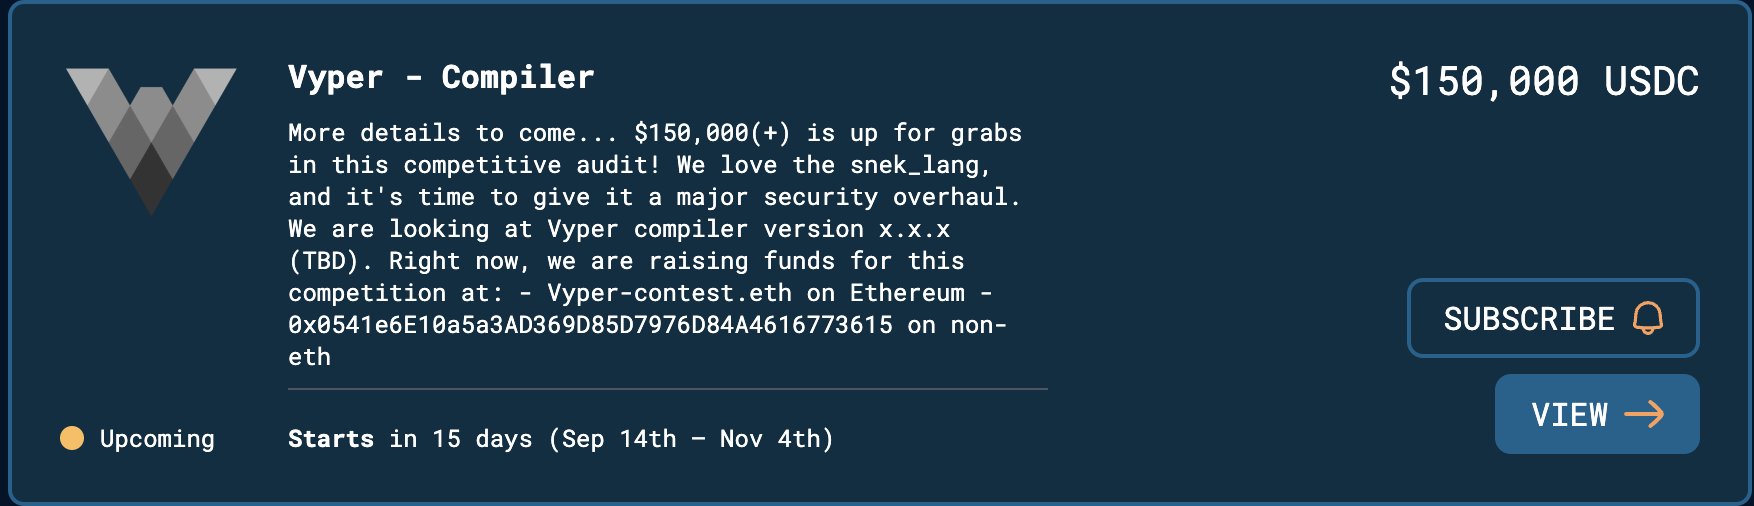 Vyper - Compiler
$150,000 USDC
More details to come... $150,000(+) is up for grabs
in this competitive audit! We love the snek_lang,
and it's time to give it a major security overhaul.
We are looking at Vyper compiler version x.x.x
(TBD). Right now, we are raising funds for this
competition at: - Vyper-contest.eth on Ethereum -
0x0541e6E10a5a3AD369D85D7976D84A4616773615 on non-
eth
SUBSCRIBE
VIEW
Upcoming
Starts in 15 days (Sep 14th — Nov 4th)